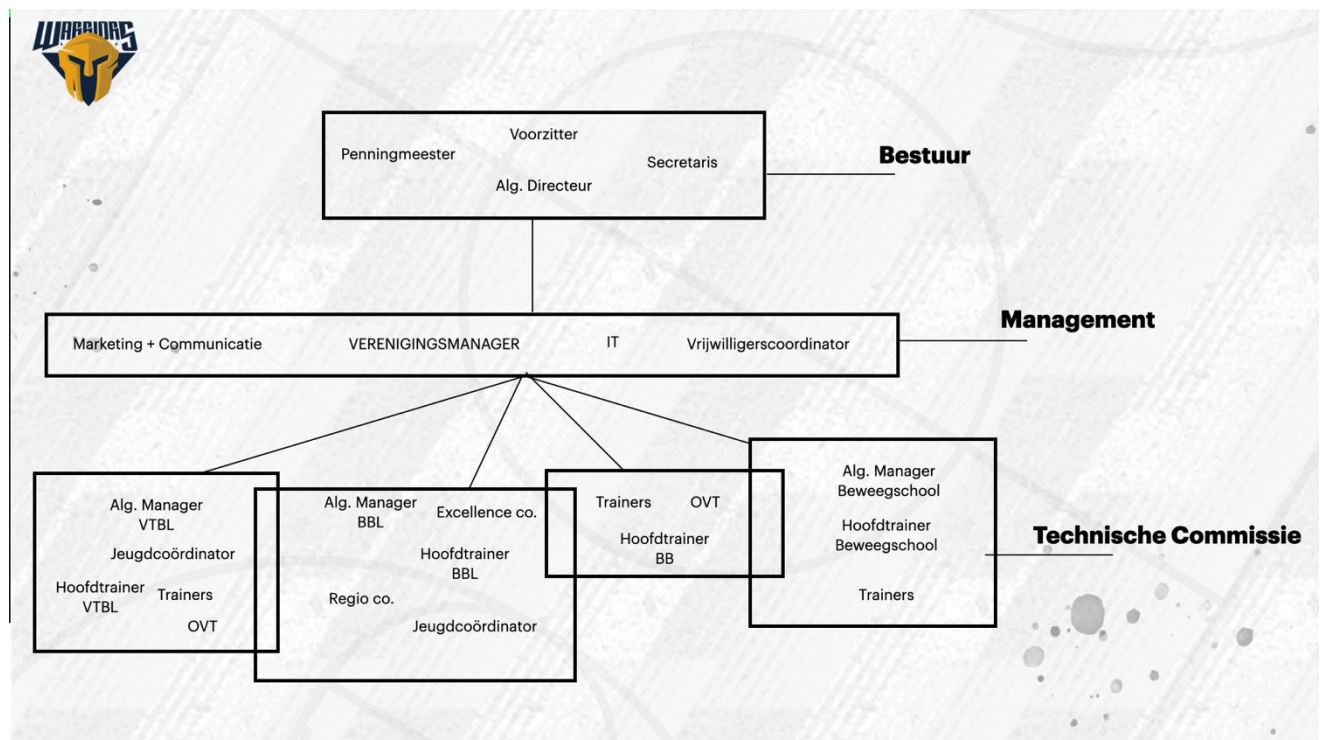 WARRIORS
Voorzitter
Penningmeester
Secretaris
Alg. Directeur
Bestuur
Management
Marketing + Communicatie
VERENIGINGSMANAGER
IT
Vrijwilligerscoordinator
Alg. Manager
VTBL
Jeugdcoördinator
Hoofdtrainer
VTBL
Trainers
OVT
Alg. Manager
BBL
Excellence co.
Hoofdtrainer
BBL
Regio co.
Jeugdcoördinator
Trainers
OVT
Hoofdtrainer
BB
Alg. Manager
Beweegschool
Hoofdtrainer
Beweegschool
Trainers
Technische Commissie